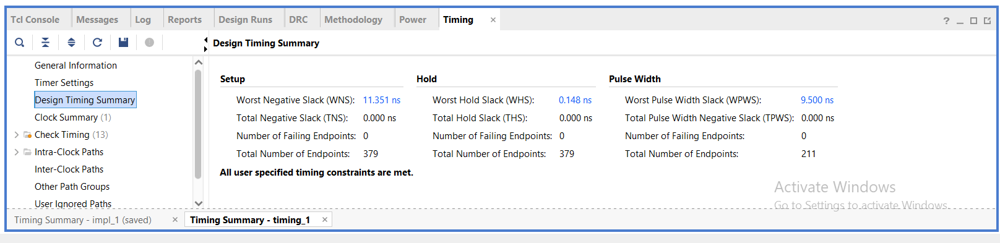 Tcl Console Messages Log Reports Design Runs DRC Methodology Power Timing × ?
Design Timing Summary
General Information
Timer Settings
Design Timing Summary
Clock Summary (1)
Check Timing (13)
Intra-Clock Paths
Inter-Clock Paths
Other Path Groups
User Ignored Paths
Setup Hold Pulse Width
Worst Negative Slack (WNS): 11.351 ns Worst Hold Slack (WHS): 0.148 ns Worst Pulse Width Slack (WPWS): 9.500 ns
Total Negative Slack (TNS): 0.000 ns Total Hold Slack (THS): 0.000 ns Total Pulse Width Negative Slack (TPWS): 0.000 ns
Number of Failing Endpoints: 0 Number of Failing Endpoints: 0 Number of Failing Endpoints: 0
Total Number of Endpoints: 379 Total Number of Endpoints: 379 Total Number of Endpoints: 211
All user specified timing constraints are met.
Activate Windows
Go to Settings to activate Windows.
Timing Summary - impl_1 (saved) × Timing Summary - timing_1 ×